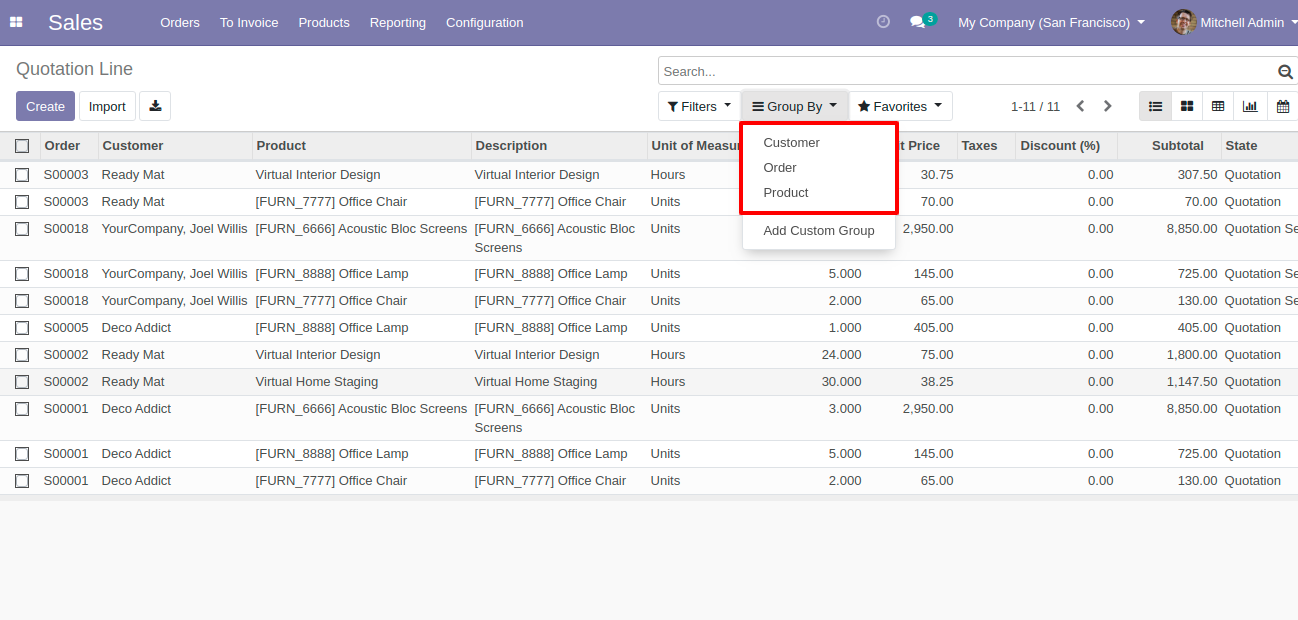 Sales Orders To Invoice Products Reporting Configuration 3 My Company (San Francisco) Mitchell Admin
Quotation Line
Search...
Create Import Filters Group By Favorites 1-11 / 11
Customer
Order
Product
Add Custom Group
Order Customer Product Description Unit of Measu t Price Taxes Discount (%) Subtotal State
S00003 Ready Mat Virtual Interior Design Virtual Interior Design Hours 30.75 0.00 307.50 Quotation
S00003 Ready Mat [FURN_7777] Office Chair [FURN_7777] Office Chair Units 70.00 0.00 70.00 Quotation
S00018 YourCompany, Joel Willis [FURN_6666] Acoustic Bloc Screens [FURN_6666] Acoustic Bloc Units 2,950.00 0.00 8,850.00 Quotation Se
Screens
S00018 YourCompany, Joel Willis [FURN_8888] Office Lamp [FURN_8888] Office Lamp Units 5.000 145.00 0.00 725.00 Quotation Se
S00018 YourCompany, Joel Willis [FURN_7777] Office Chair [FURN_7777] Office Chair Units 2.000 65.00 0.00 130.00 Quotation Se
S00005 Deco Addict [FURN_8888] Office Lamp [FURN_8888] Office Lamp Units 1.000 405.00 0.00 405.00 Quotation
S00002 Ready Mat Virtual Interior Design Virtual Interior Design Hours 24.000 75.00 0.00 1,800.00 Quotation
S00002 Ready Mat Virtual Home Staging Virtual Home Staging Hours 30.000 38.25 0.00 1,147.50 Quotation
S00001 Deco Addict [FURN_6666] Acoustic Bloc Screens [FURN_6666] Acoustic Bloc Units 3.000 2,950.00 0.00 8,850.00 Quotation
Screens
S00001 Deco Addict [FURN_8888] Office Lamp [FURN_8888] Office Lamp Units 5.000 145.00 0.00 725.00 Quotation
S00001 Deco Addict [FURN_7777] Office Chair [FURN_7777] Office Chair Units 2.000 65.00 0.00 130.00 Quotation